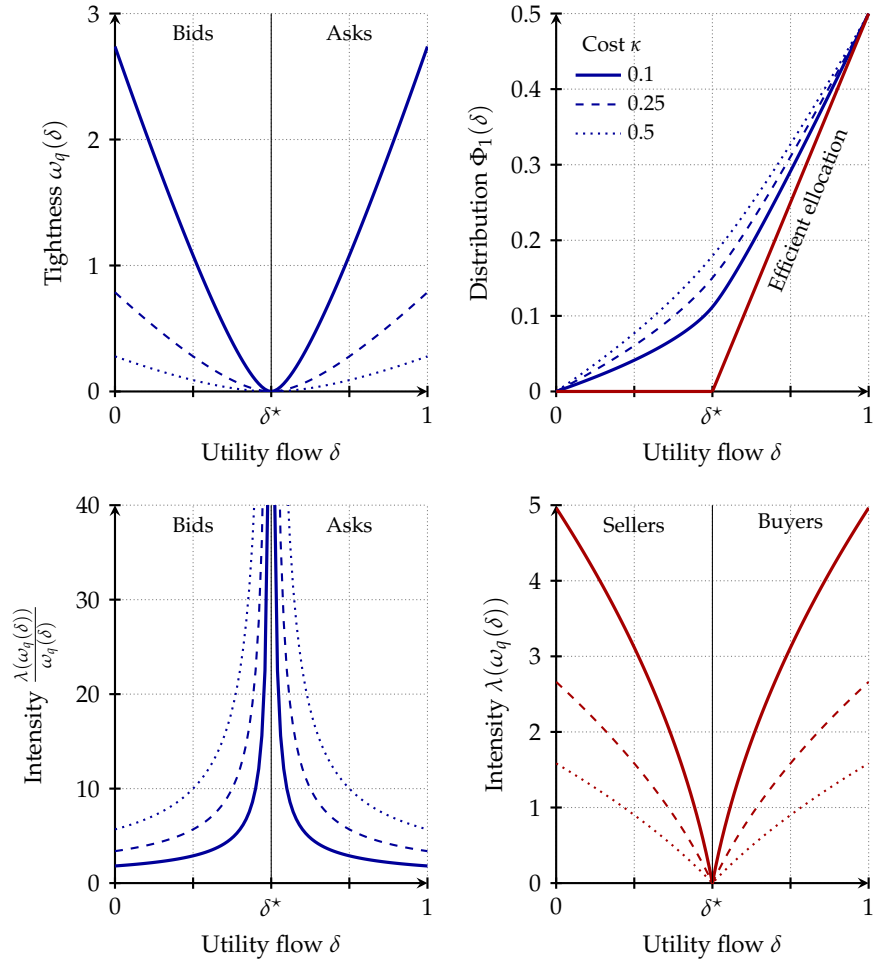 3
2
1
0
Tightness ω_q(δ)
Bids
Asks
0
δ⋆
1
Utility flow δ
0.5
0.4
0.3
0.2
0.1
0
Distribution Φ₁(δ)
Cost κ
0.1
0.25
0.5
Efficient ellocation
0
δ⋆
1
Utility flow δ
40
30
20
10
0
Intensity λ(ω_q(δ))/ω_q(δ)
Bids
Asks
0
δ⋆
1
Utility flow δ
5
4
3
2
1
0
Intensity λ(ω_q(δ))
Sellers
Buyers
0
δ⋆
1
Utility flow δ